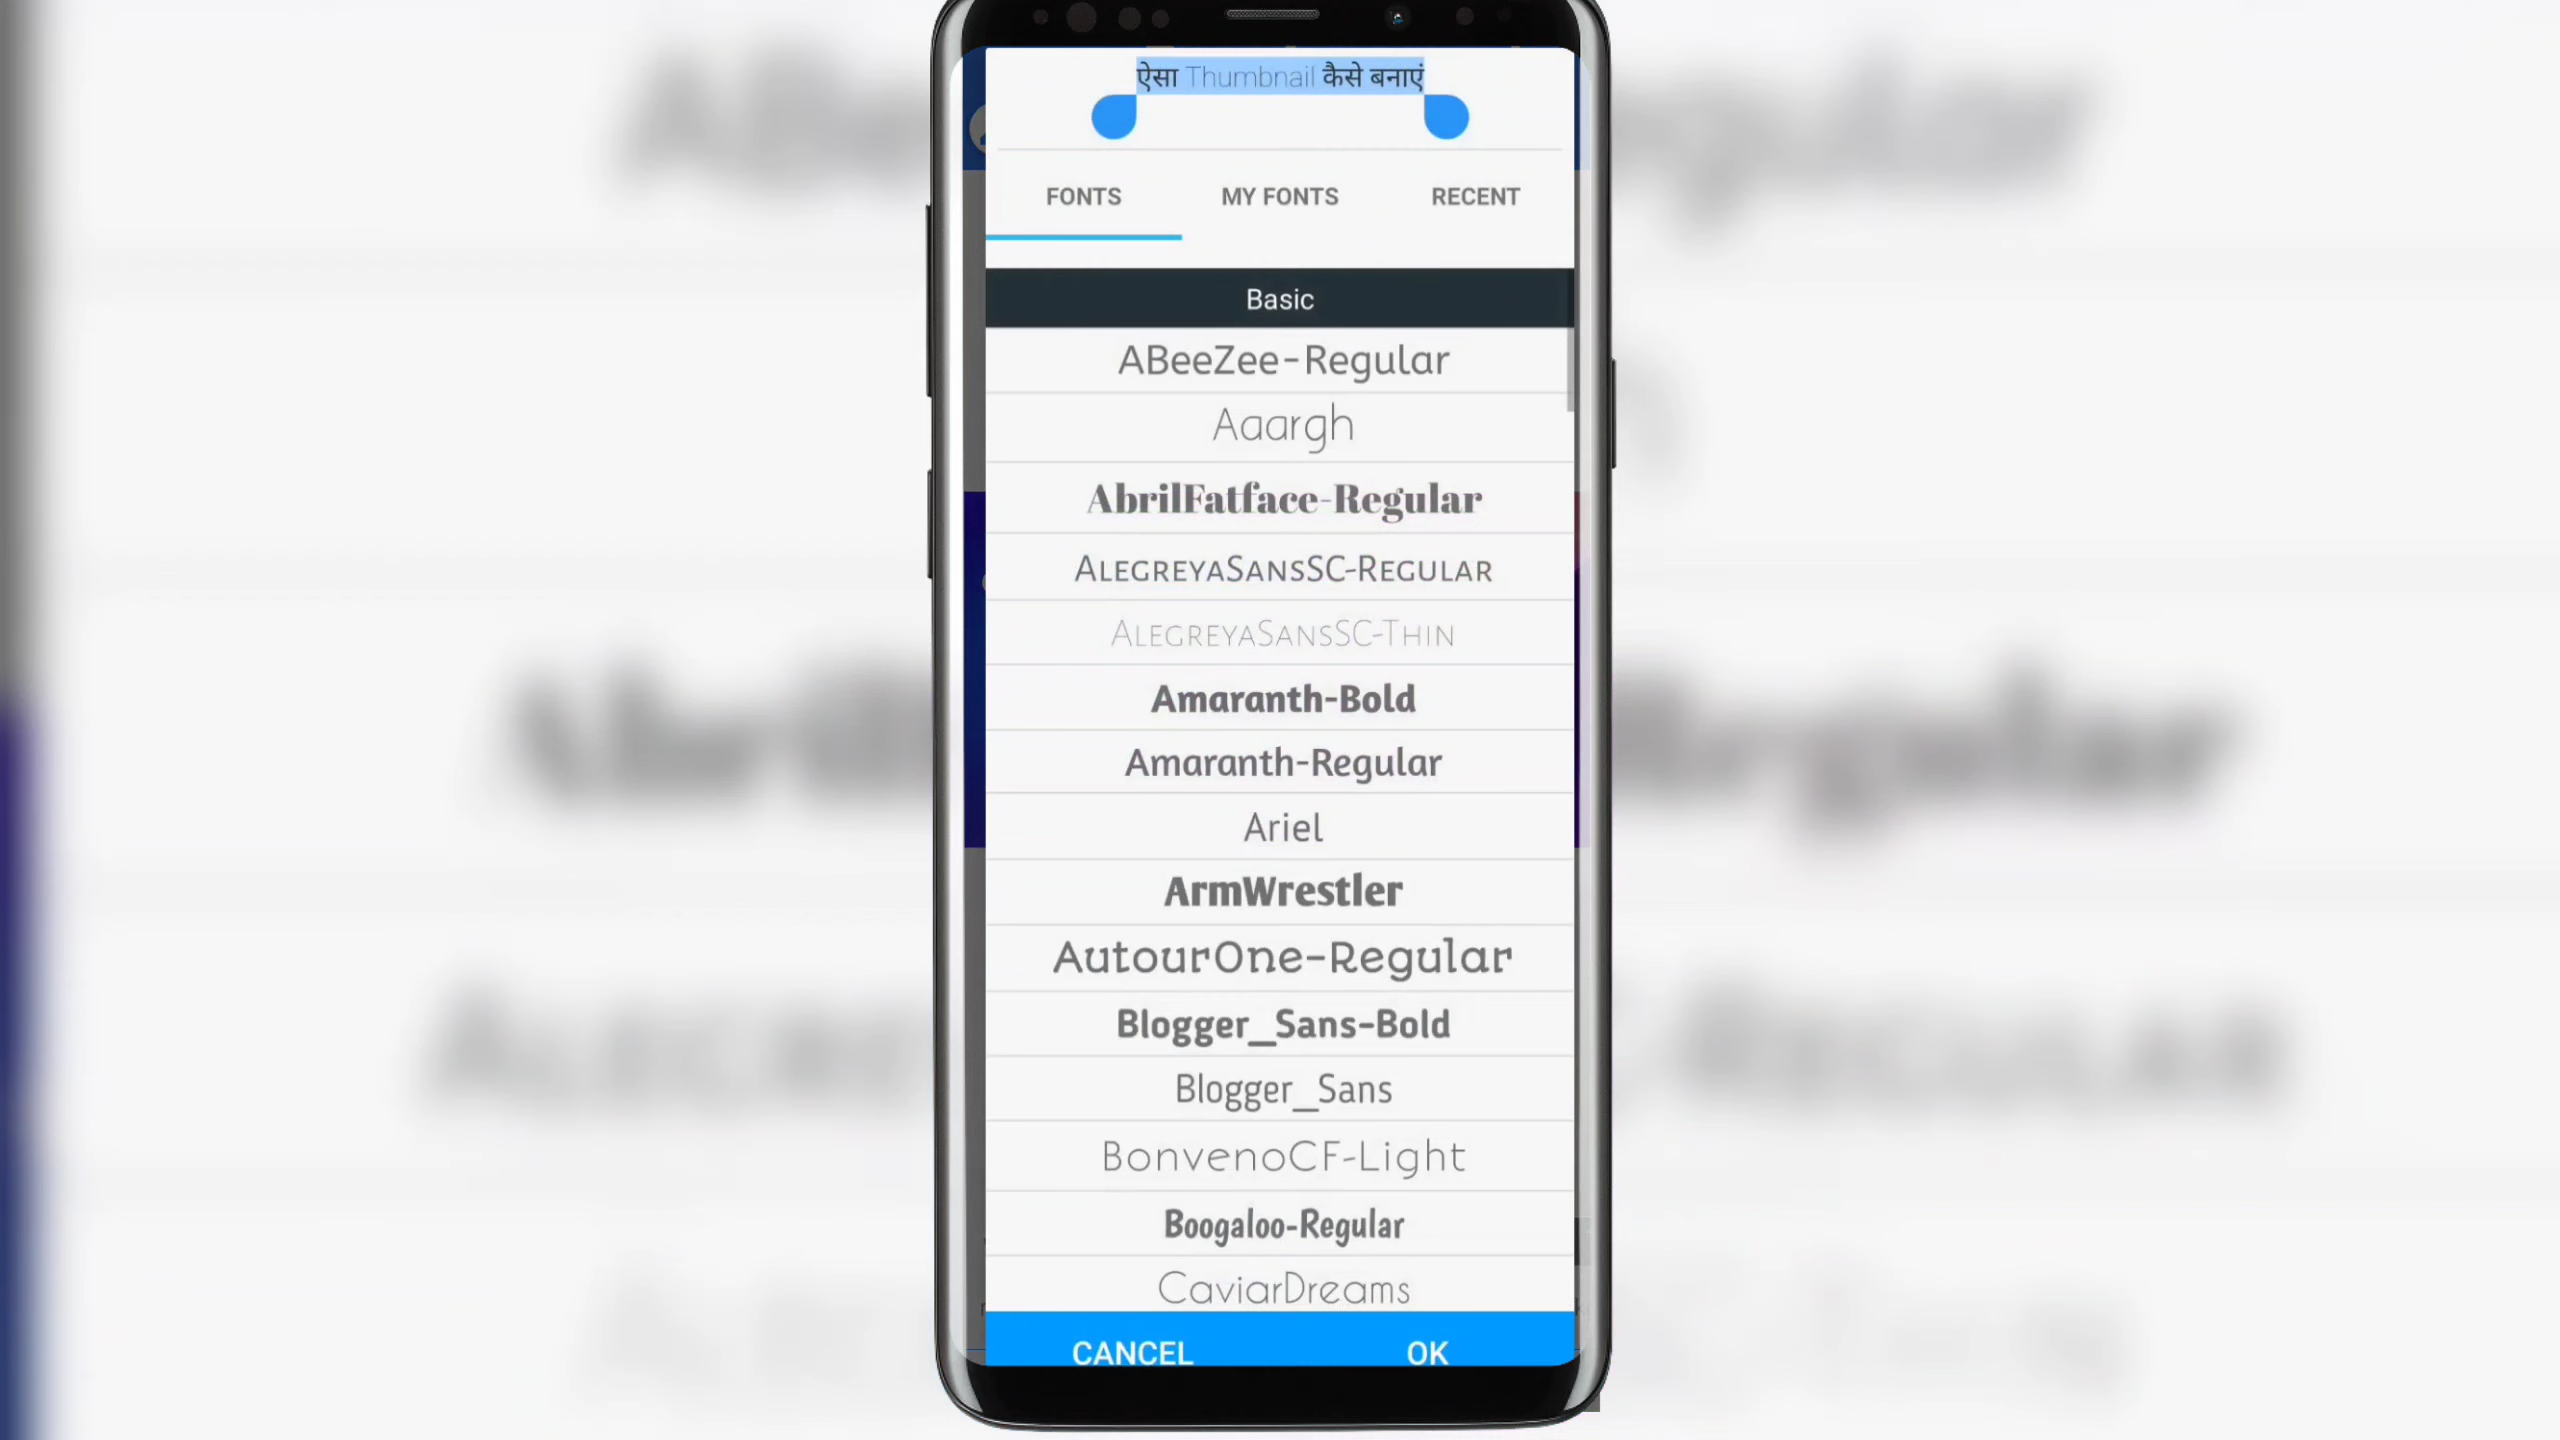 ऐसा Thumbnail कैसे बनाएं
FONTS MY FONTS RECENT
Basic
ABeeZee-Regular
Aaargh
AbrilFatface-Regular
AlegreyaSansSC-Regular
AlegreyaSansSC-Thin
Amaranth-Bold
Amaranth-Regular
Ariel
ArmWrestler
AutourOne-Regular
Blogger_Sans-Bold
Blogger_Sans
BonvenoCF-Light
Boogaloo-Regular
CaviarDreams
CANCEL OK